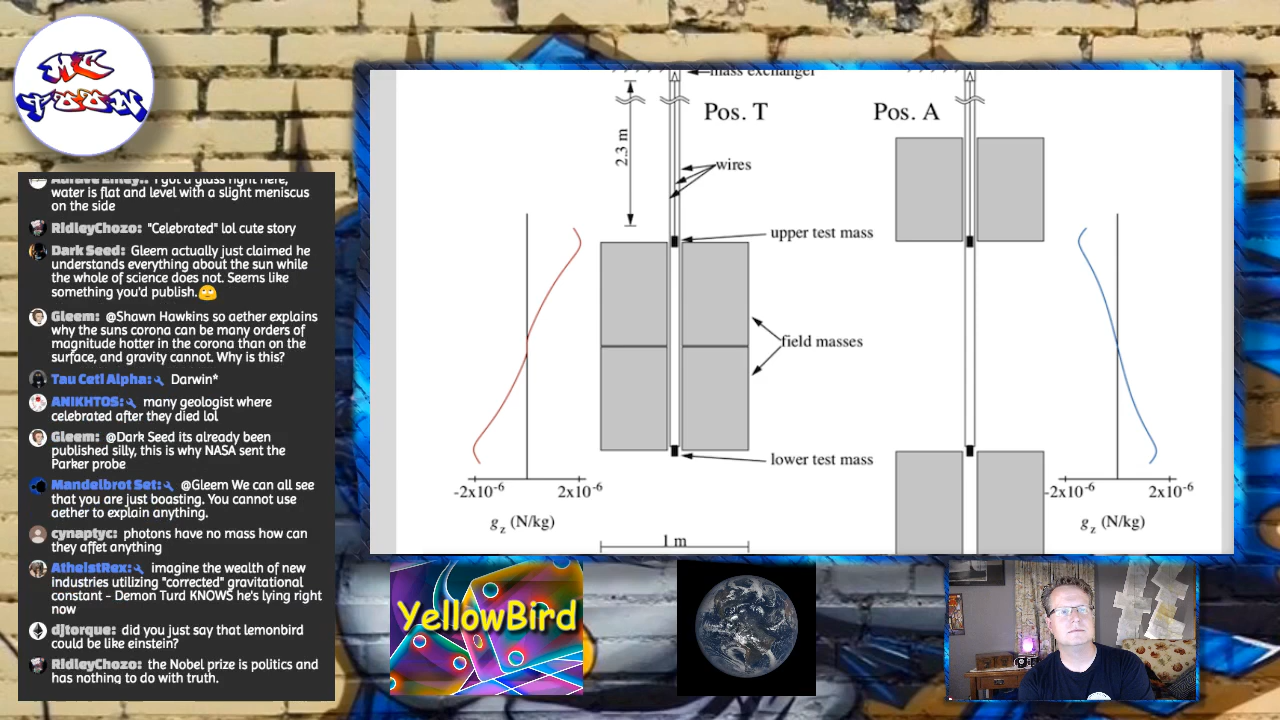 MC
TOON
water is flat and level with a slight meniscus
on the side
RidleyChozo: "Celebrated" lol cute story
Dark Seed: Gleem actually just claimed he
understands everything about the sun while
the whole of science does not. Seems like
something you'd publish.🙄
Gleem: @Shawn Hawkins so aether explains
why the suns corona can be many orders of
magnitude hotter in the corona than on the
surface, and gravity cannot. Why is this?
Tau Ceti Alpha: Darwin*
ANIKHTOS: many geologist where
celebrated after they died lol
Gleem: @Dark Seed its already been
published silly, this is why NASA sent the
Parker probe
Mandelbrot Set: @Gleem We can all see
that you are just boasting. You cannot use
aether to explain anything.
cynaptyc: photons have no mass how can
they affet anything
AtheistRex: imagine the wealth of new
industries utilizing "corrected" gravitational
constant - Demon Turd KNOWS he's lying right
now
djtorque: did you just say that lemonbird
could be like einstein?
RidleyChozo: the Nobel prize is politics and
has nothing to do with truth.
mass exchanger
Pos. T
Pos. A
2.3 m
wires
upper test mass
field masses
lower test mass
-2x10⁻⁶ 2x10⁻⁶
g_z (N/kg)
1 m
-2x10⁻⁶ 2x10⁻⁶
g_z (N/kg)
YellowBird